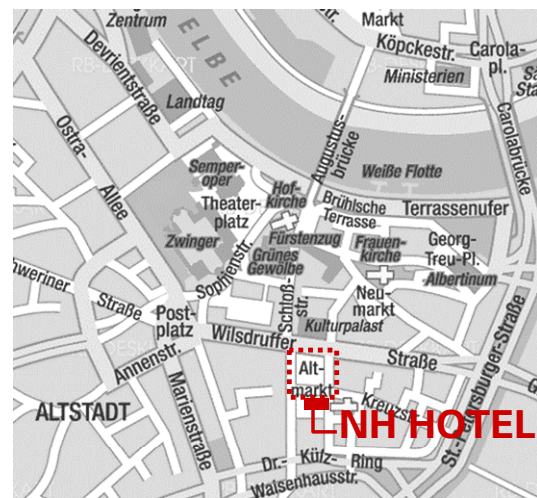 Zentrum
str.
Markt
Köpckestr.
Carola-
pl.
ELBE
Devrientstraße
Ministerien
Landtag
Ostra-
Allee
Augustus-
brücke
Carolabrücke
Semper-
oper
Hof-
kirche
Weiße Flotte
Theater-
platz
Brühlsche
Terrasse
Terrassenufer
Zwinger
Fürstenzug
Frauen-
kirche
Georg-
Treu-Pl.
Grünes
Gewölbe
Albertinum
Sophienstr.
Neu-
markt
Straße
Post-
platz
Schloß-
str.
Kulturpalast
Wilsdruffer
Straße
Annenstr.
Alt-
markt
Marienstraße
Kreuzstr.
St. Petersburger-Straße
ALTSTADT
NH HOTEL
Dr.- Külz- Ring
Waisenhausstr.